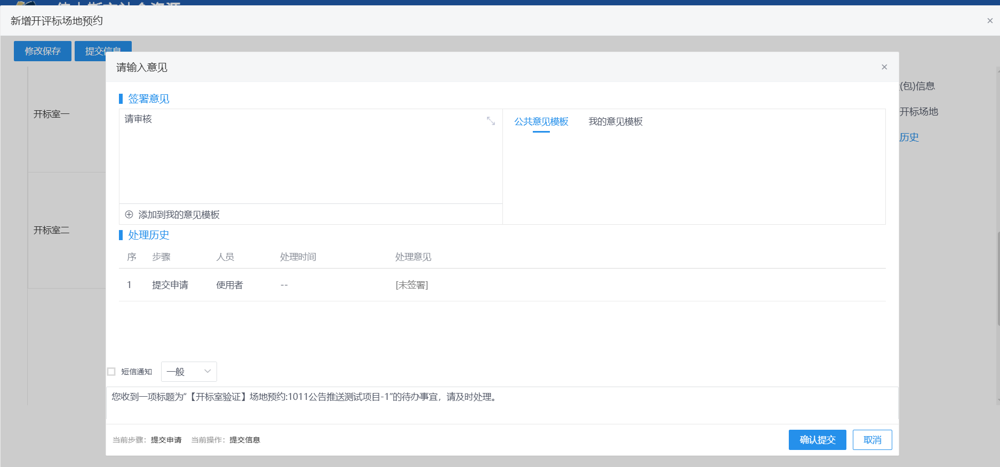 新增开评标场地预约
修改保存 提交信息
请输入意见
(包)信息
开标场地
历史
开标室一
开标室二
签署意见
请审核
公共意见模板 我的意见模板
添加到我的意见模板
处理历史
序 步骤 人员 处理时间 处理意见
1 提交申请 使用者 -- [未签署]
短信通知 一般
您收到一项标题为“【开标室验证】场地预约:1011公告推送测试项目-1”的待办事宜，请及时处理。
当前步骤：提交申请 当前操作：提交信息
确认提交 取消